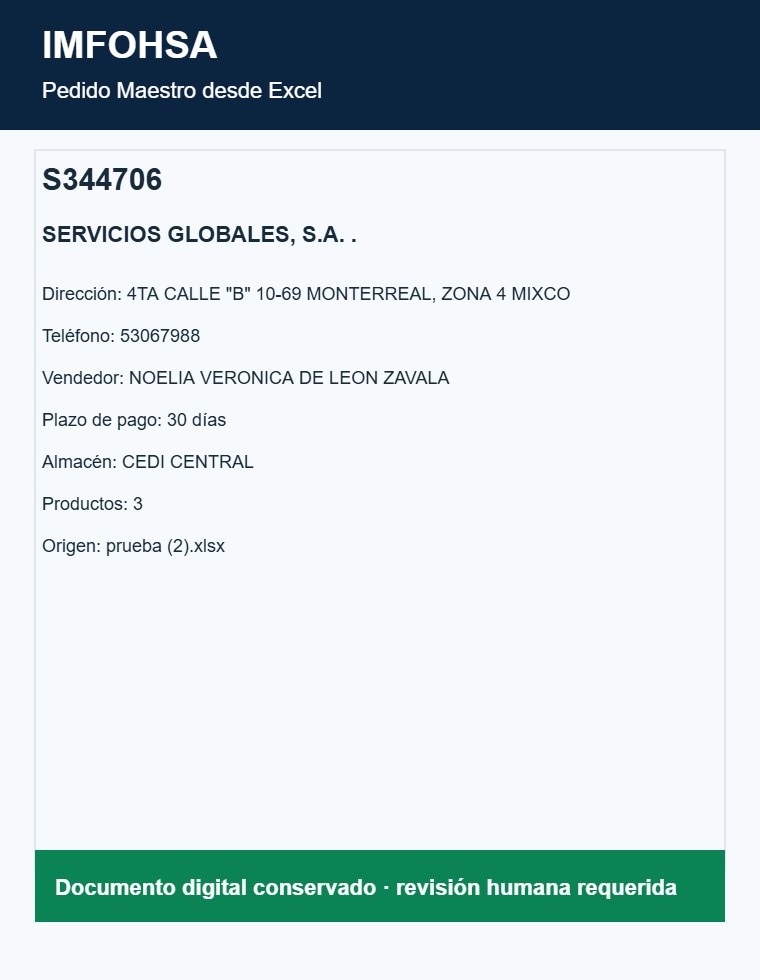 IMFOHSA
Pedido Maestro desde Excel
S344706
SERVICIOS GLOBALES, S.A. .
Dirección: 4TA CALLE "B" 10-69 MONTERREAL, ZONA 4 MIXCO
Teléfono: 53067988
Vendedor: NOELIA VERONICA DE LEON ZAVALA
Plazo de pago: 30 días
Almacén: CEDI CENTRAL
Productos: 3
Origen: prueba (2).xlsx
Documento digital conservado · revisión humana requerida